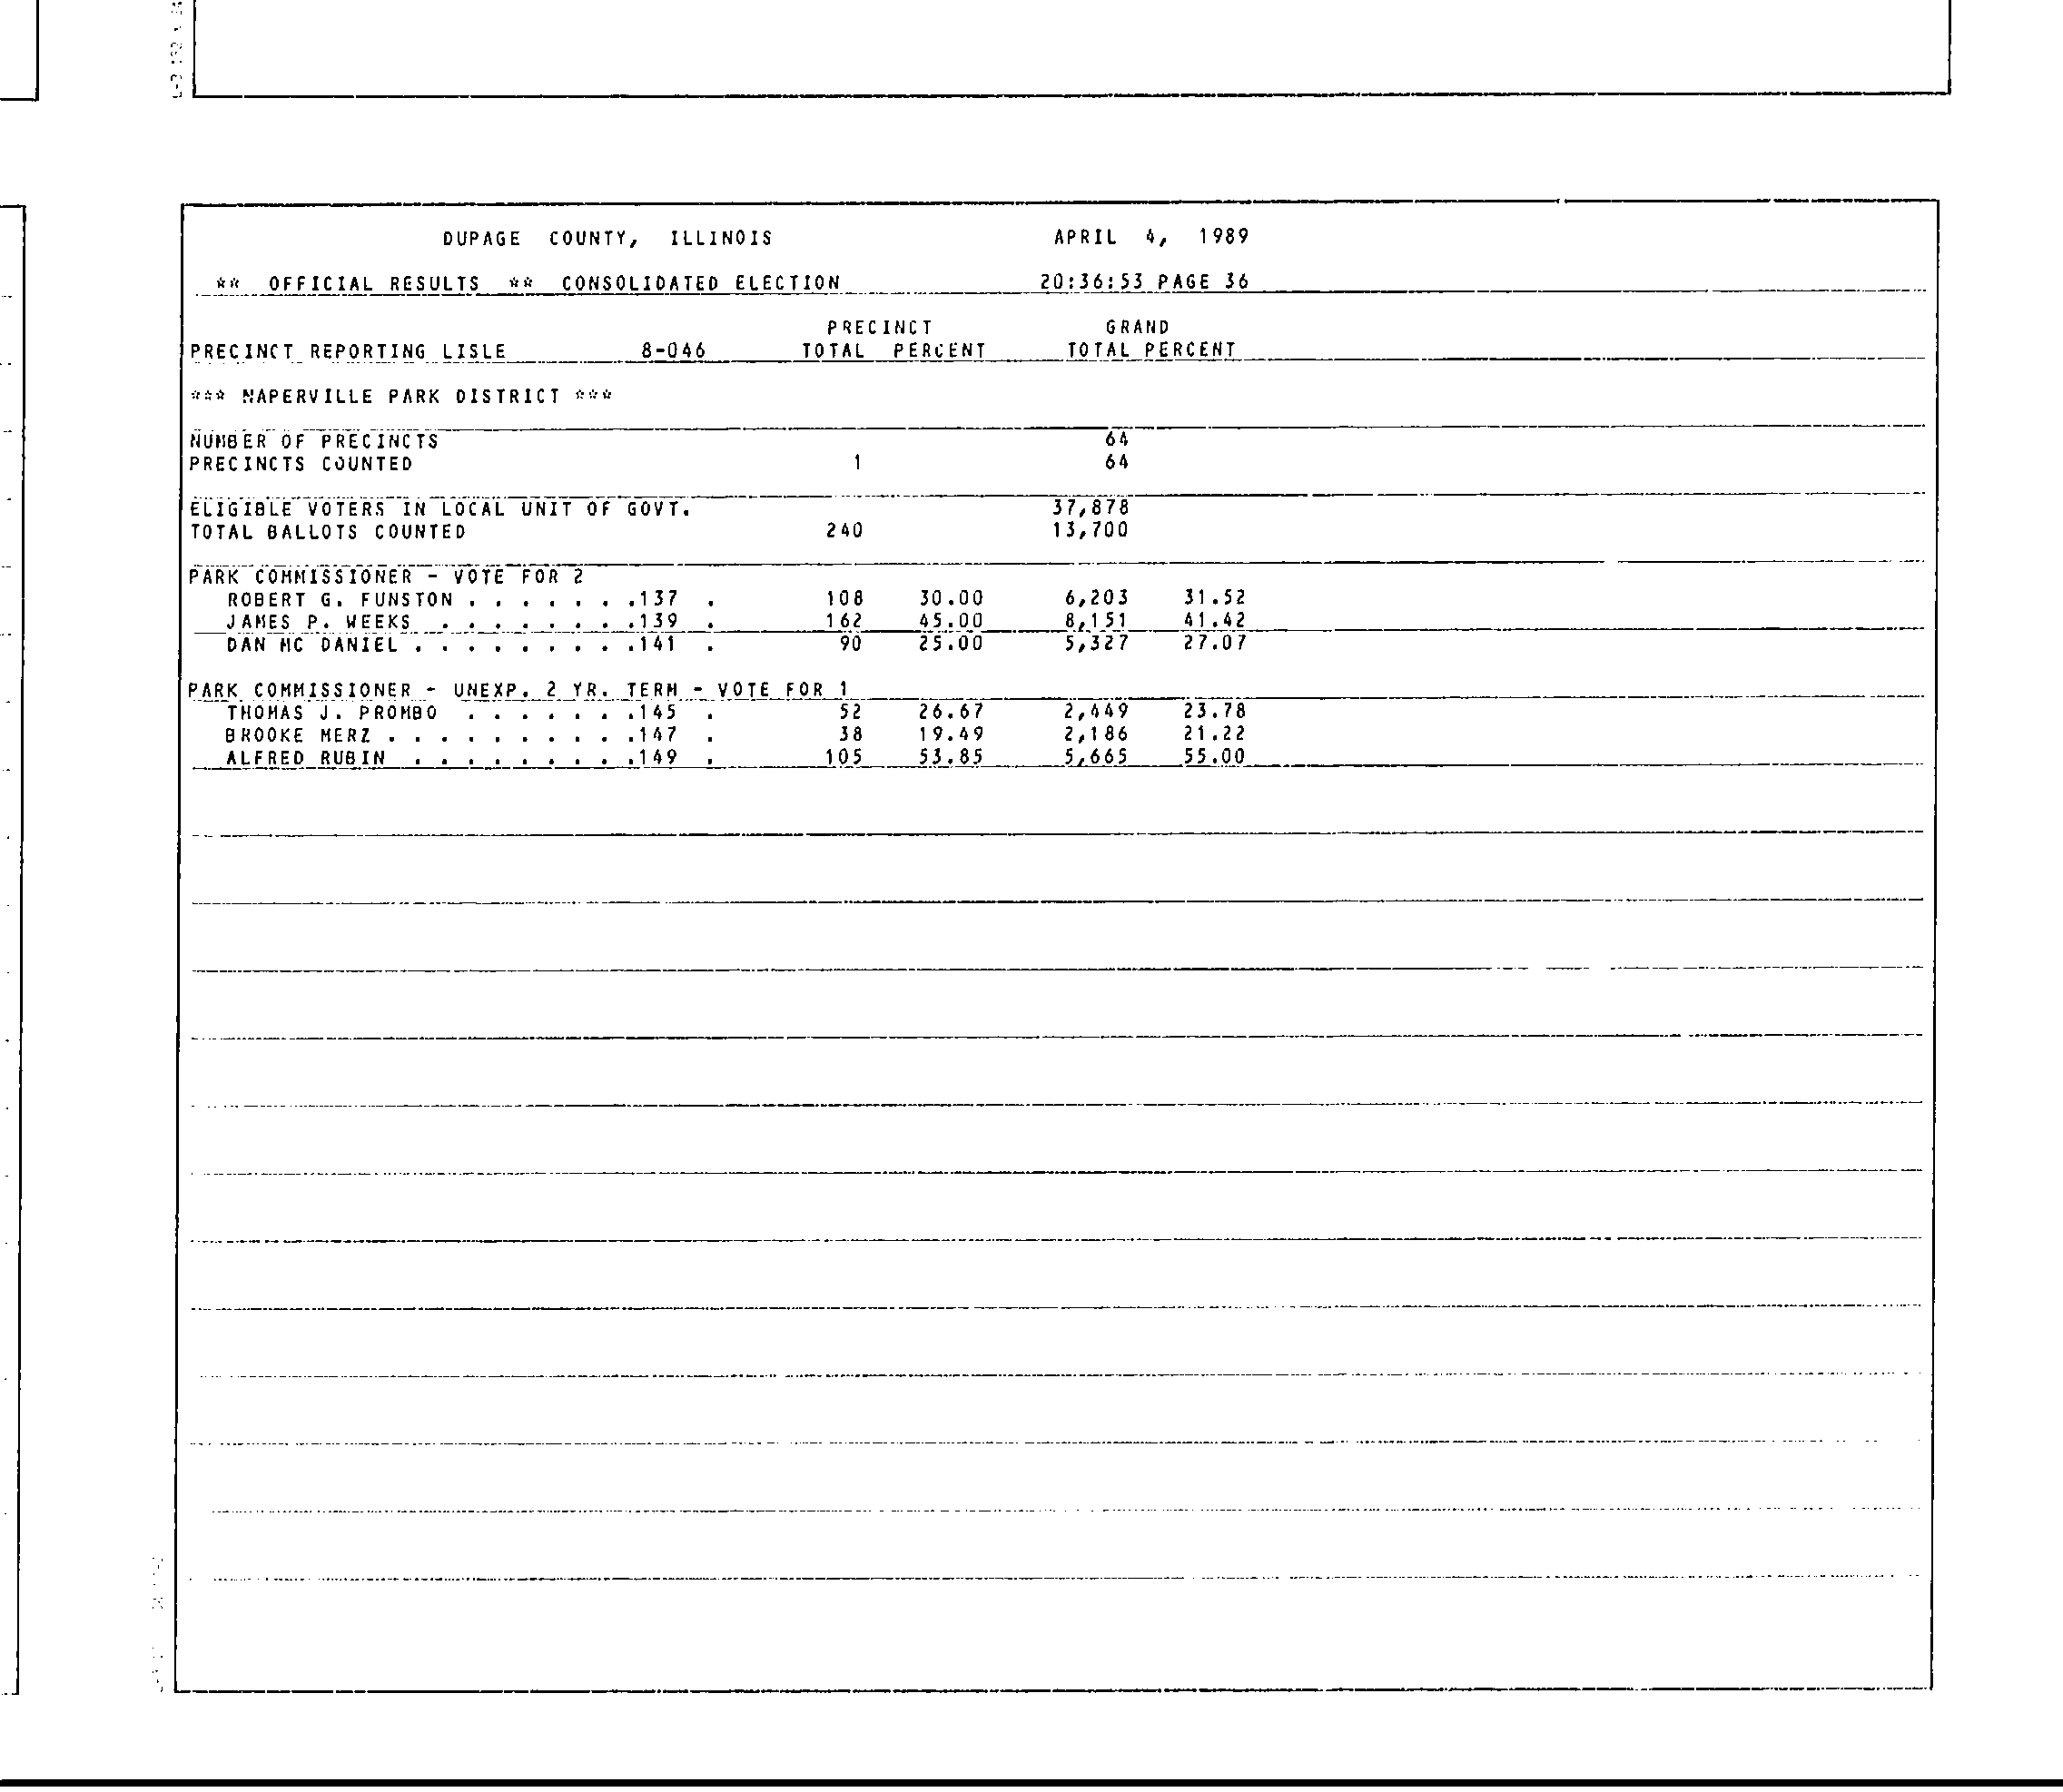 DUPAGE COUNTY, ILLINOIS APRIL 4, 1989
** OFFICIAL RESULTS ** CONSOLIDATED ELECTION 20:36:53 PAGE 36
PRECINCT GRAND
PRECINCT REPORTING LISLE 8-046 TOTAL PERCENT TOTAL PERCENT
*** NAPERVILLE PARK DISTRICT ***
NUMBER OF PRECINCTS 64
PRECINCTS COUNTED 1 64
ELIGIBLE VOTERS IN LOCAL UNIT OF GOVT. 37,878
TOTAL BALLOTS COUNTED 240 13,700
PARK COMMISSIONER - VOTE FOR 2
ROBERT G. FUNSTON . . . . . . .137 . 108 30.00 6,203 31.52
JAMES P. WEEKS . . . . . . . .139 . 162 45.00 8,151 41.42
DAN MC DANIEL . . . . . . . . .141 . 90 25.00 5,327 27.07
PARK COMMISSIONER - UNEXP. 2 YR. TERM - VOTE FOR 1
THOMAS J. PROMBO . . . . . . .145 . 52 26.67 2,449 23.78
BROOKE MERZ . . . . . . . . . .147 . 38 19.49 2,186 21.22
ALFRED RUBIN . . . . . . . . .149 . 105 53.85 5,665 55.00